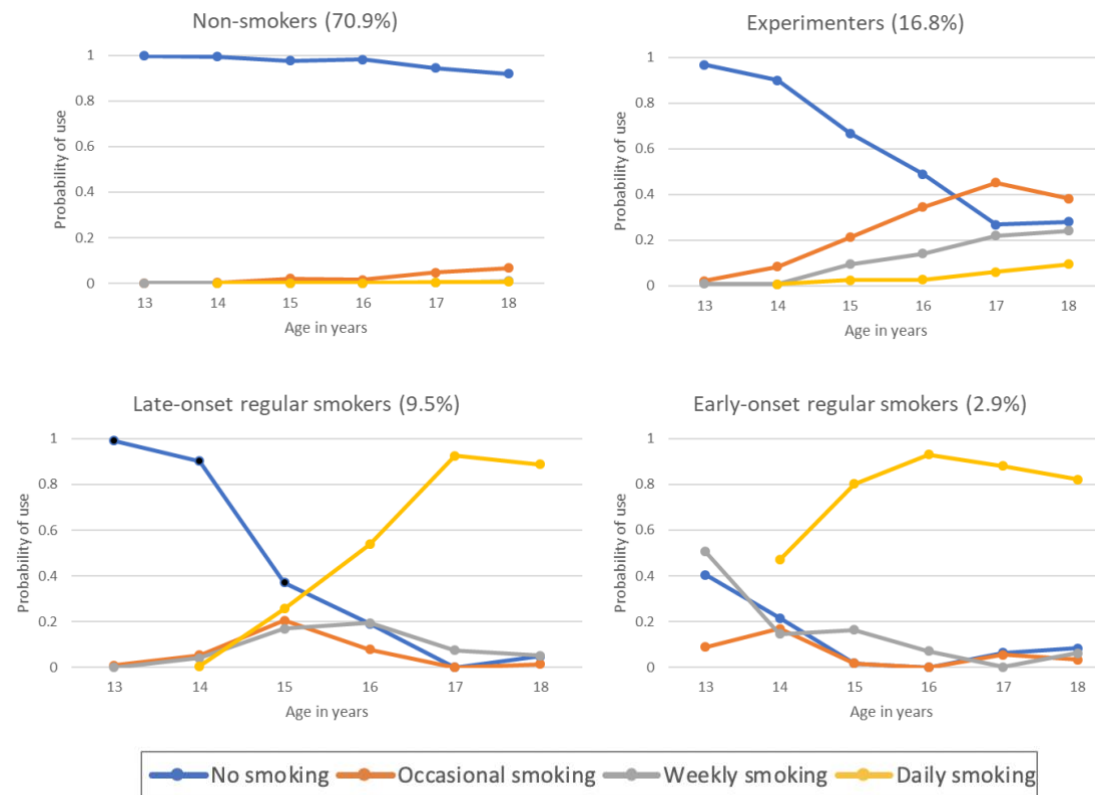 Non-smokers (70.9%)
Probability of use
1
0.8
0.6
0.4
0.2
0
13 14 15 16 17 18
Age in years
Experimenters (16.8%)
Probability of use
1
0.8
0.6
0.4
0.2
0
13 14 15 16 17 18
Age in years
Late-onset regular smokers (9.5%)
Probability of use
1
0.8
0.6
0.4
0.2
0
13 14 15 16 17 18
Age in years
Early-onset regular smokers (2.9%)
Probability of use
1
0.8
0.6
0.4
0.2
0
13 14 15 16 17 18
Age in years
No smoking Occasional smoking Weekly smoking Daily smoking